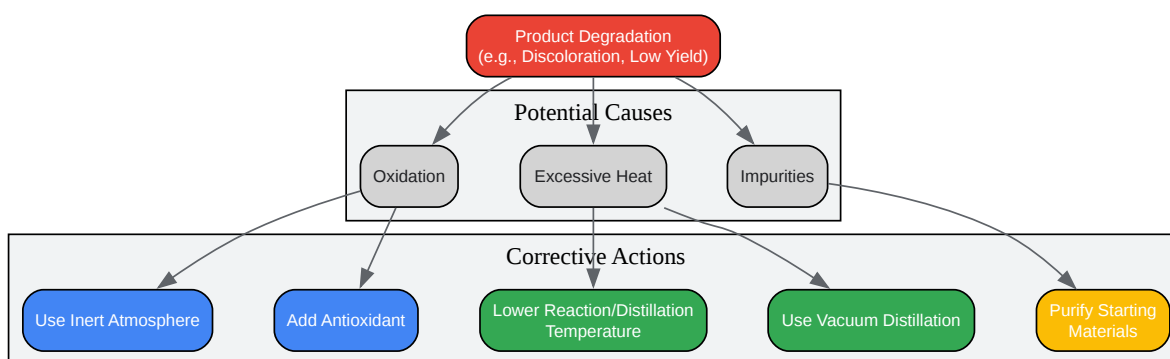 Product Degradation
(e.g., Discoloration, Low Yield)
Potential Causes
Oxidation
Excessive Heat
Impurities
Corrective Actions
Use Inert Atmosphere
Add Antioxidant
Lower Reaction/Distillation
Temperature
Use Vacuum Distillation
Purify Starting
Materials